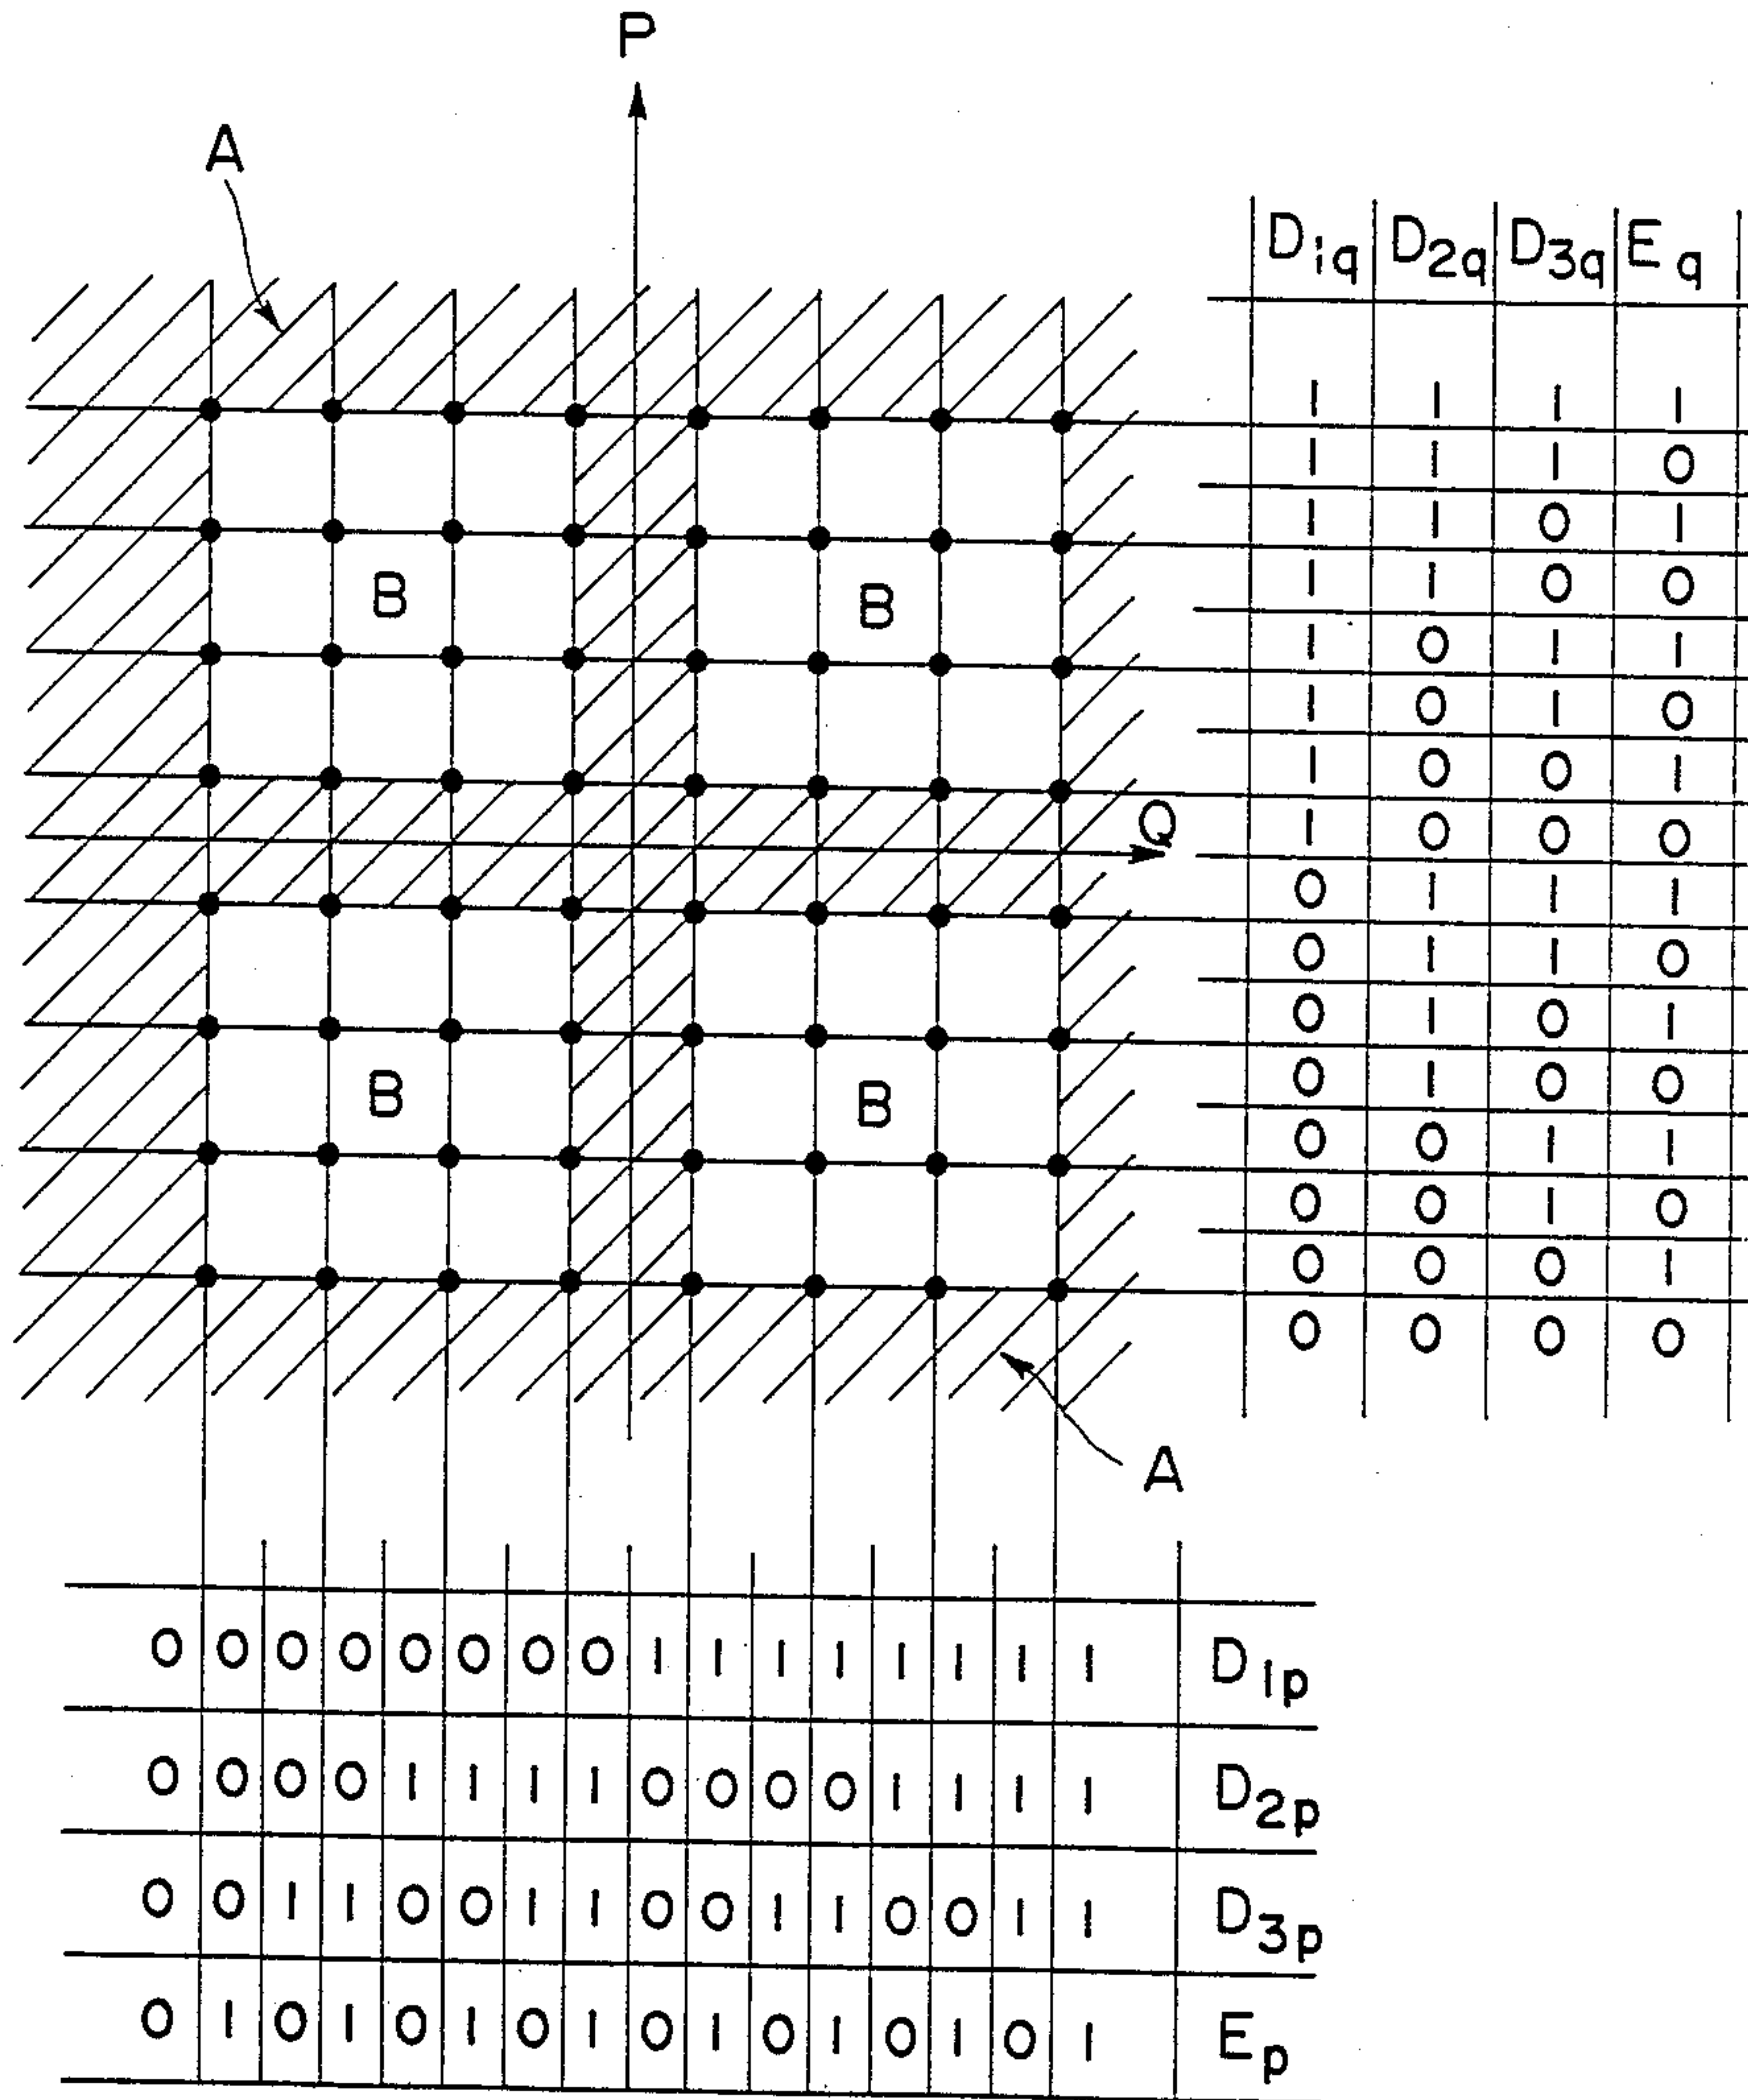 P
A
D1q D2q D3q Eq
1 1 1 1
1 1 1 0
1 1 0 1
B B 1 1 0 0
1 0 1 1
1 0 1 0
1 0 0 1
Q 1 0 0 0
0 1 1 1
0 1 1 0
0 1 0 1
B B 0 1 0 0
0 0 1 1
0 0 1 0
0 0 0 1
0 0 0 0
A
0 0 0 0 0 0 0 0 1 1 1 1 1 1 1 1 D1p
0 0 0 0 1 1 1 1 0 0 0 0 1 1 1 1 D2p
0 0 1 1 0 0 1 1 0 0 1 1 0 0 1 1 D3p
0 1 0 1 0 1 0 1 0 1 0 1 0 1 0 1 Ep